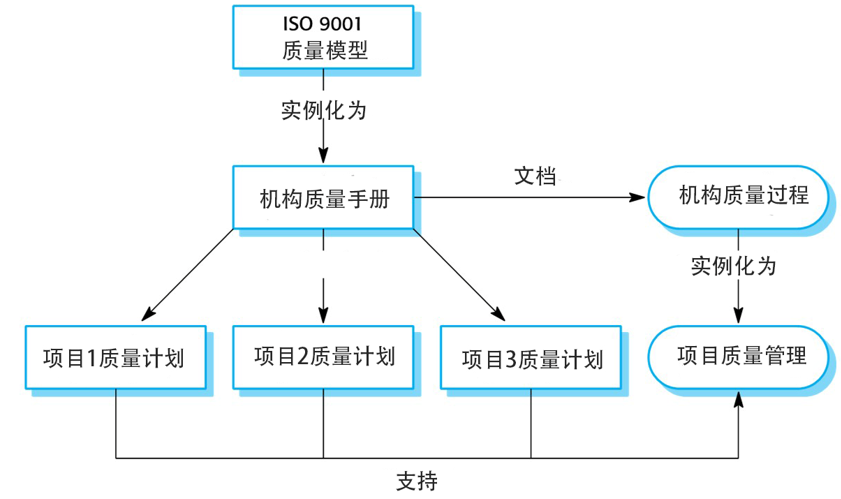 ISO 9001
质量模型
实例化为
机构质量手册
文档
机构质量过程
实例化为
项目1质量计划
项目2质量计划
项目3质量计划
项目质量管理
支持